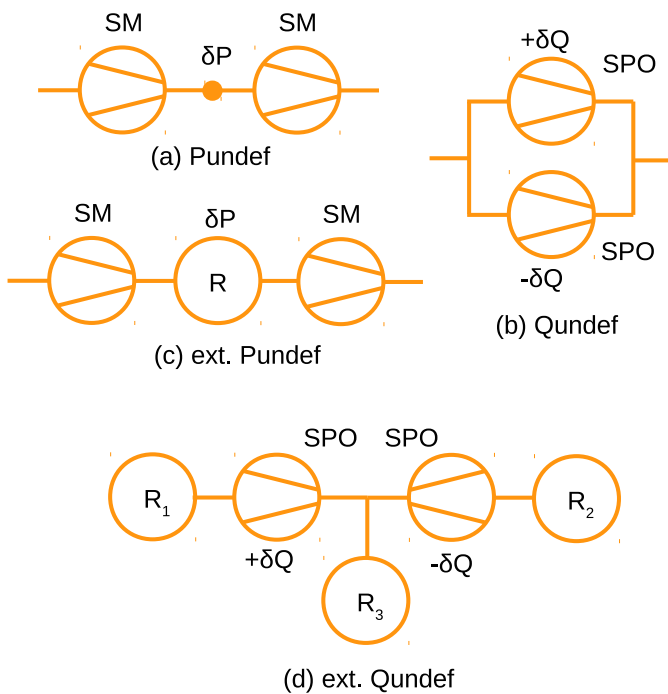 SM δP SM
(a) Pundef
+δQ
SPO
SPO
-δQ
(b) Qundef
SM δP SM
R
(c) ext. Pundef
SPO SPO
R1 R2
+δQ -δQ
R3
(d) ext. Qundef